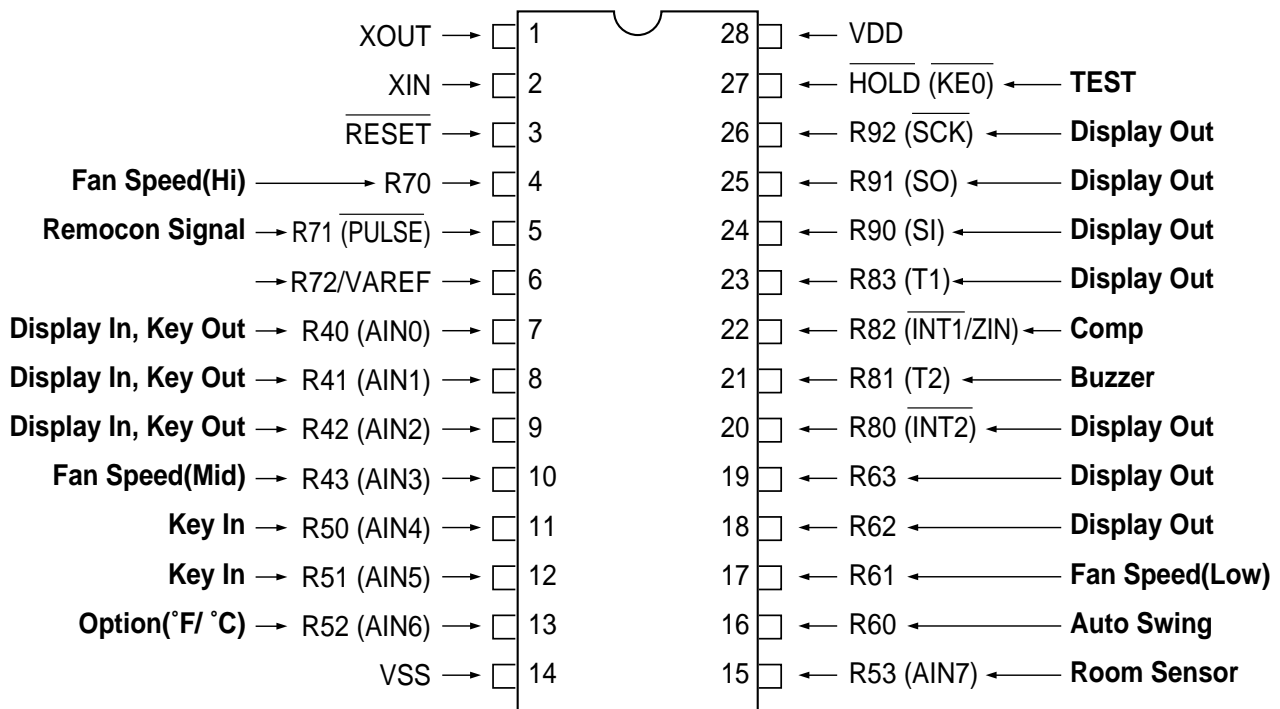 XOUT 1 28 VDD
XIN 2 27 HOLD (KE0) TEST
RESET 3 26 R92 (SCK) Display Out
Fan Speed(Hi) R70 4 25 R91 (SO) Display Out
Remocon Signal R71 (PULSE) 5 24 R90 (SI) Display Out
R72/VAREF 6 23 R83 (T1) Display Out
Display In, Key Out R40 (AIN0) 7 22 R82 (INT1/ZIN) Comp
Display In, Key Out R41 (AIN1) 8 21 R81 (T2) Buzzer
Display In, Key Out R42 (AIN2) 9 20 R80 (INT2) Display Out
Fan Speed(Mid) R43 (AIN3) 10 19 R63 Display Out
Key In R50 (AIN4) 11 18 R62 Display Out
Key In R51 (AIN5) 12 17 R61 Fan Speed(Low)
Option(˚F/ ˚C) R52 (AIN6) 13 16 R60 Auto Swing
VSS 14 15 R53 (AIN7) Room Sensor